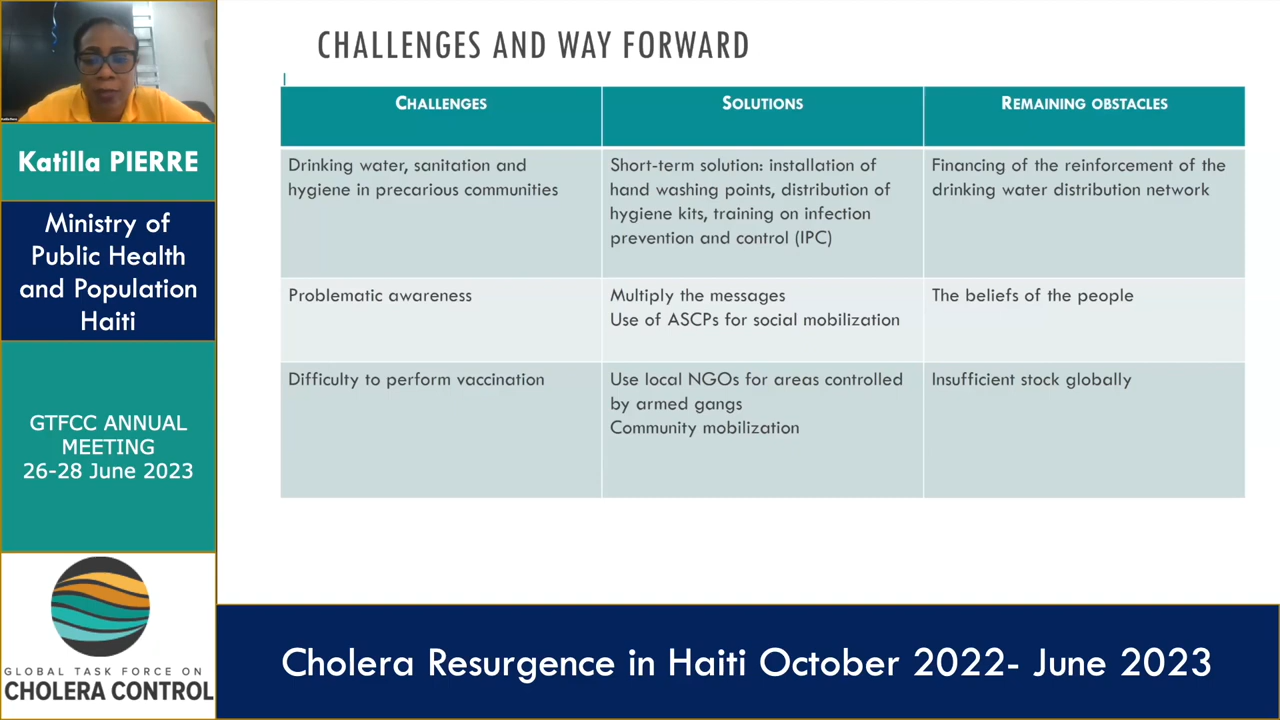 CHALLENGES AND WAY FORWARD
CHALLENGES
SOLUTIONS
REMAINING OBSTACLES
Drinking water, sanitation and
hygiene in precarious communities
Short-term solution: installation of
hand washing points, distribution of
hygiene kits, training on infection
prevention and control (IPC)
Financing of the reinforcement of the
drinking water distribution network
Problematic awareness
Multiply the messages
Use of ASCPs for social mobilization
The beliefs of the people
Difficulty to perform vaccination
Use local NGOs for areas controlled
by armed gangs
Community mobilization
Insufficient stock globally
Katilla PIERRE
Ministry of
Public Health
and Population
Haiti
GTFCC ANNUAL
MEETING
26-28 June 2023
GLOBAL TASK FORCE ON
CHOLERA CONTROL
Cholera Resurgence in Haiti October 2022- June 2023